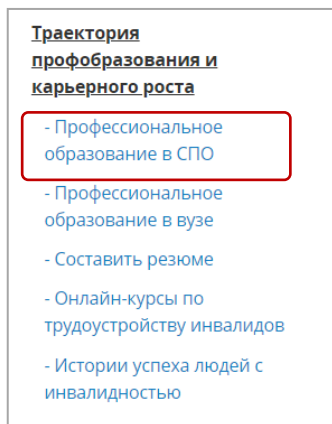 Траектория
профобразования и
карьерного роста
- Профессиональное
образование в СПО
- Профессиональное
образование в вузе
- Составить резюме
- Онлайн-курсы по
трудоустройству инвалидов
- Истории успеха людей с
инвалидностью